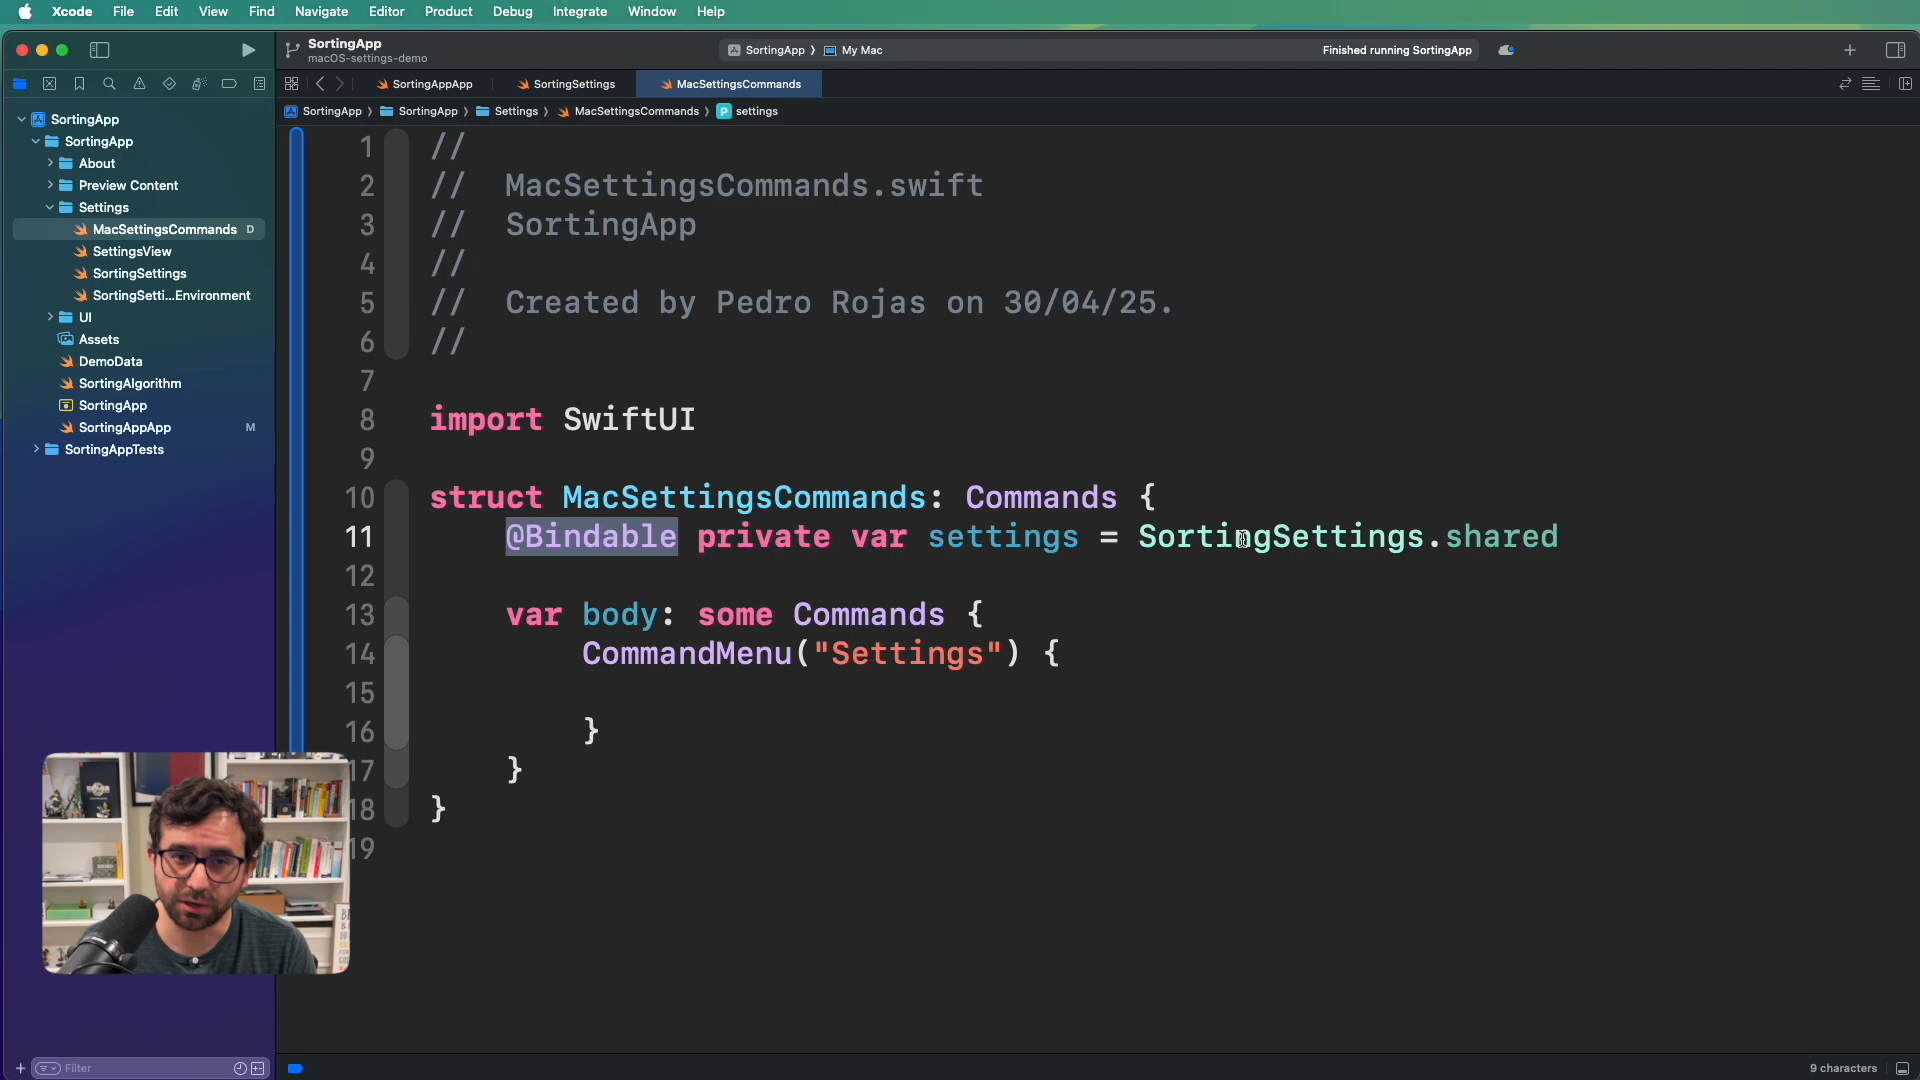 Xcode File Edit View Find Navigate Editor Product Debug Integrate Window Help
SortingApp
macOS-settings-demo
SortingApp 〉 My Mac
Finished running SortingApp
SortingAppApp
SortingSettings
MacSettingsCommands
SortingApp 〉 SortingApp 〉 Settings 〉 MacSettingsCommands 〉 P settings
SortingApp
SortingApp
About
Preview Content
Settings
MacSettingsCommands D
SettingsView
SortingSettings
SortingSetti...Environment
UI
Assets
DemoData
SortingAlgorithm
SortingApp
SortingAppApp M
SortingAppTests
1 //
2 // MacSettingsCommands.swift
3 // SortingApp
4 //
5 // Created by Pedro Rojas on 30/04/25.
6 //
7
8 import SwiftUI
9
10 struct MacSettingsCommands: Commands {
11 @Bindable private var settings = SortingSettings.shared
12
13 var body: some Commands {
14 CommandMenu("Settings") {
15
16 }
17 }
18 }
19
Filter
9 characters